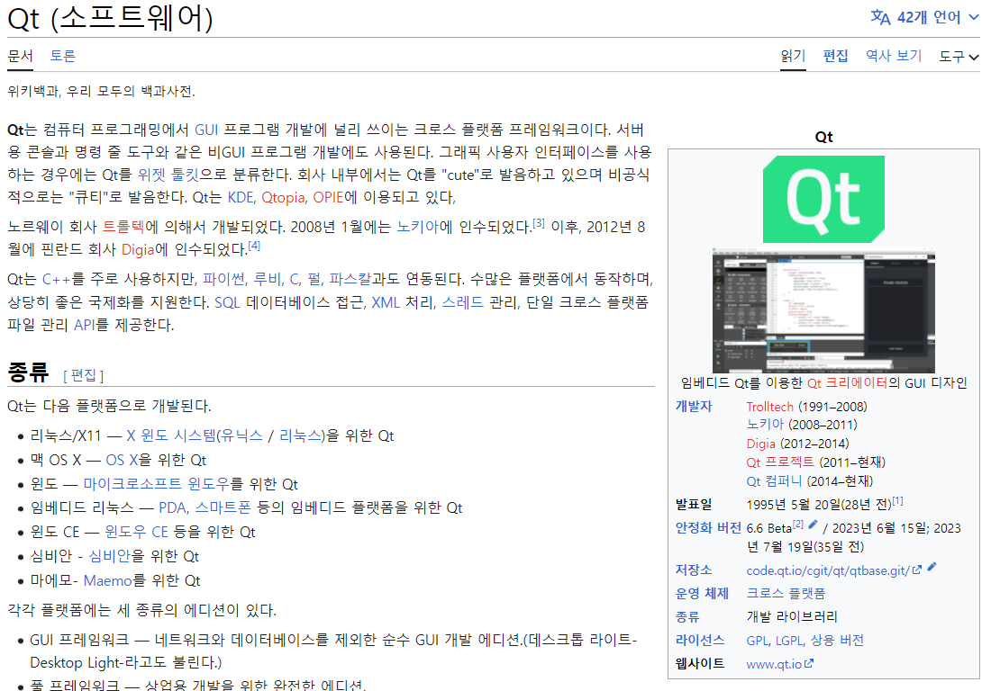 Qt (소프트웨어)
42개 언어
문서 토론
읽기 편집 역사 보기 도구
위키백과, 우리 모두의 백과사전.
Qt는 컴퓨터 프로그래밍에서 GUI 프로그램 개발에 널리 쓰이는 크로스 플랫폼 프레임워크이다. 서버
용 콘솔과 명령 줄 도구와 같은 비GUI 프로그램 개발에도 사용된다. 그래픽 사용자 인터페이스를 사용
하는 경우에는 Qt를 위젯 툴킷으로 분류한다. 회사 내부에서는 Qt를 "cute"로 발음하고 있으며 비공식
적으로는 "큐티"로 발음한다. Qt는 KDE, Qtopia, OPIE에 이용되고 있다,
노르웨이 회사 트롤텍에 의해서 개발되었다. 2008년 1월에는 노키아에 인수되었다.[3] 이후, 2012년 8
월에 핀란드 회사 Digia에 인수되었다.[4]
Qt는 C++를 주로 사용하지만, 파이썬, 루비, C, 펄, 파스칼과도 연동된다. 수많은 플랫폼에서 동작하며,
상당히 좋은 국제화를 지원한다. SQL 데이터베이스 접근, XML 처리, 스레드 관리, 단일 크로스 플랫폼
파일 관리 API를 제공한다.
종류 [ 편집 ]
Qt는 다음 플랫폼으로 개발된다.
• 리눅스/X11 — X 윈도 시스템(유닉스 / 리눅스)을 위한 Qt
• 맥 OS X — OS X을 위한 Qt
• 윈도 — 마이크로소프트 윈도우를 위한 Qt
• 임베디드 리눅스 — PDA, 스마트폰 등의 임베디드 플랫폼을 위한 Qt
• 윈도 CE — 윈도우 CE 등을 위한 Qt
• 심비안 - 심비안을 위한 Qt
• 마에모- Maemo를 위한 Qt
각각 플랫폼에는 세 종류의 에디션이 있다.
• GUI 프레임워크 — 네트워크와 데이터베이스를 제외한 순수 GUI 개발 에디션.(데스크톱 라이트-
Desktop Light-라고도 불린다.)
• 풀 프레임워크 — 상업용 개발을 위한 완전한 에디션.
Qt
Qt
임베디드 Qt를 이용한 Qt 크리에이터의 GUI 디자인
개발자 Trolltech (1991–2008)
노키아 (2008–2011)
Digia (2012–2014)
Qt 프로젝트 (2011–현재)
Qt 컴퍼니 (2014–현재)
발표일 1995년 5월 20일(28년 전)[1]
안정화 버전 6.6 Beta[2] / 2023년 6월 15일; 2023
년 7월 19일(35일 전)
저장소 code.qt.io/cgit/qt/qtbase.git/
운영 체제 크로스 플랫폼
종류 개발 라이브러리
라이선스 GPL, LGPL, 상용 버전
웹사이트 www.qt.io